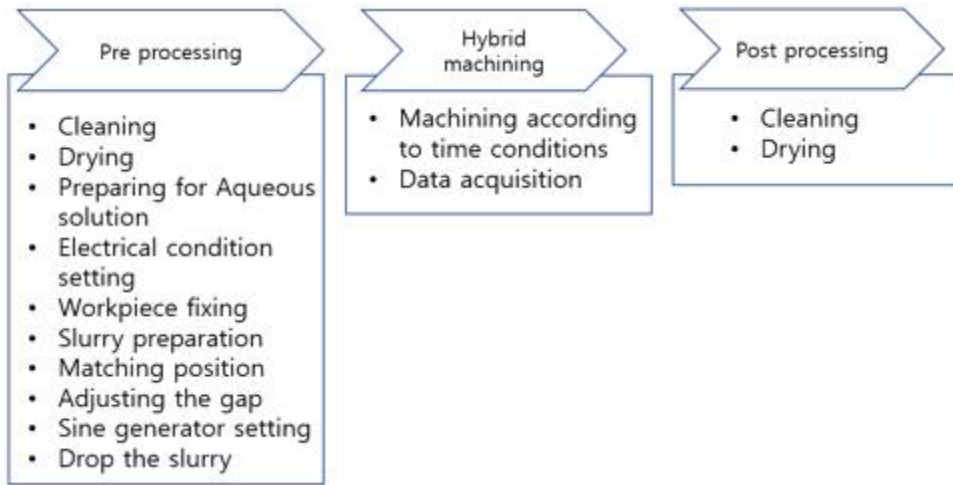 Pre processing
• Cleaning
• Drying
• Preparing for Aqueous
solution
• Electrical condition
setting
• Workpiece fixing
• Slurry preparation
• Matching position
• Adjusting the gap
• Sine generator setting
• Drop the slurry
Hybrid
machining
• Machining according
to time conditions
• Data acquisition
Post processing
• Cleaning
• Drying